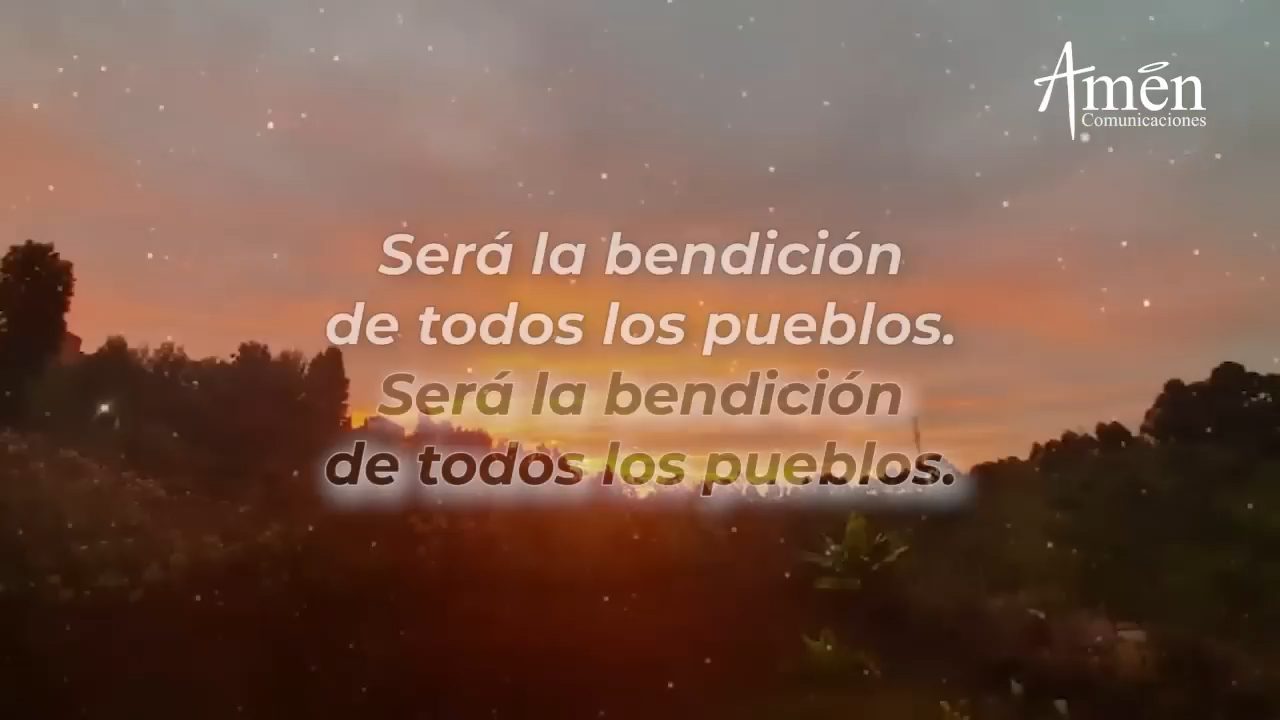 Amén
Comunicaciones
Será la bendición
de todos los pueblos.
Será la bendición
de todos los pueblos.